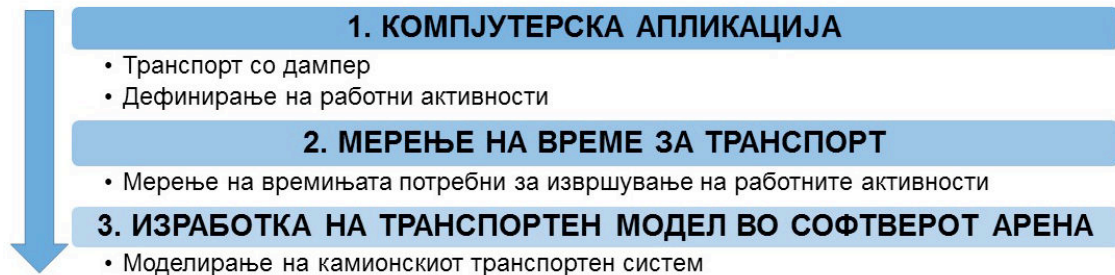 1. КОМПЈУТЕРСКА АПЛИКАЦИЈА
• Транспорт со дампер
• Дефинирање на работни активности
2. МЕРЕЊЕ НА ВРЕМЕ ЗА ТРАНСПОРТ
• Мерење на времињата потребни за извршување на работните активности
3. ИЗРАБОТКА НА ТРАНСПОРТЕН МОДЕЛ ВО СОФТВЕРОТ АРЕНА
• Моделирање на камионскиот транспортен систем